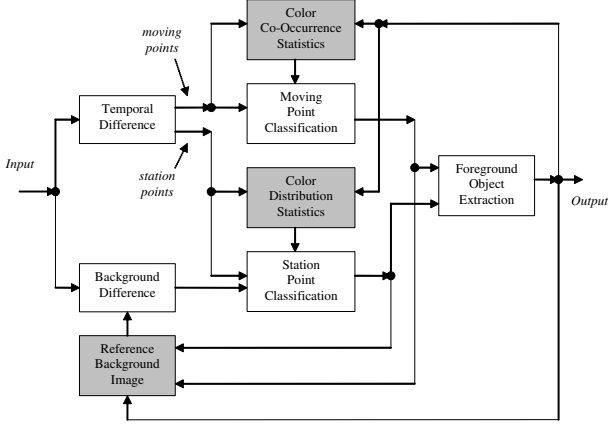 moving
points
Color
Co-Occurrence
Statistics
Temporal
Difference
Moving
Point
Classification
Input
station
points
Color
Distribution
Statistics
Foreground
Object
Extraction
Output
Background
Difference
Station
Point
Classification
Reference
Background
Image